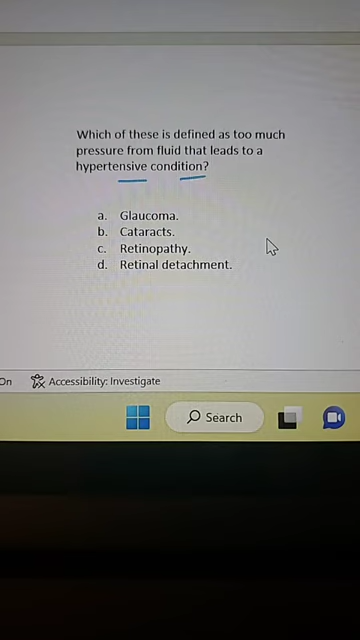 Which of these is defined as too much
pressure from fluid that leads to a
hypertensive condition?
a. Glaucoma.
b. Cataracts.
c. Retinopathy.
d. Retinal detachment.
On Accessibility: Investigate
Search